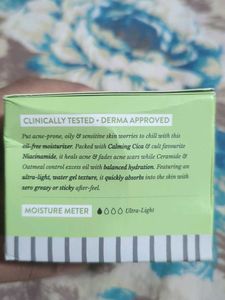 CLINICALLY TESTED • DERMA APPROVED
Put acne-prone, oily & sensitive skin worries to chill with this
oil-free moisturiser. Packed with Calming Cica & cult favourite
Niacinamide, it heals acne & fades acne scars while Ceramide &
Oatmeal control excess oil with balanced hydration. Featuring an
ultra-light, water gel texture, it quickly absorbs into the skin with
zero greasy or sticky after-feel.
MOISTURE METER Ultra-Light